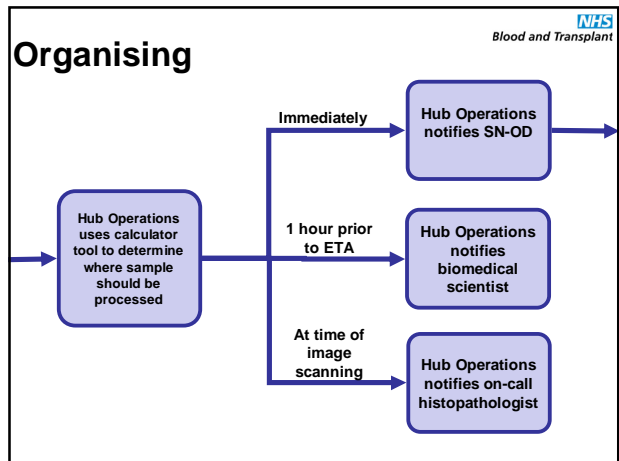 NHS
Blood and Transplant
Organising
Hub Operations
uses calculator
tool to determine
where sample
should be
processed
Immediately
Hub Operations
notifies SN-OD
1 hour prior
to ETA
Hub Operations
notifies
biomedical
scientist
At time of
image
scanning
Hub Operations
notifies on-call
histopathologist